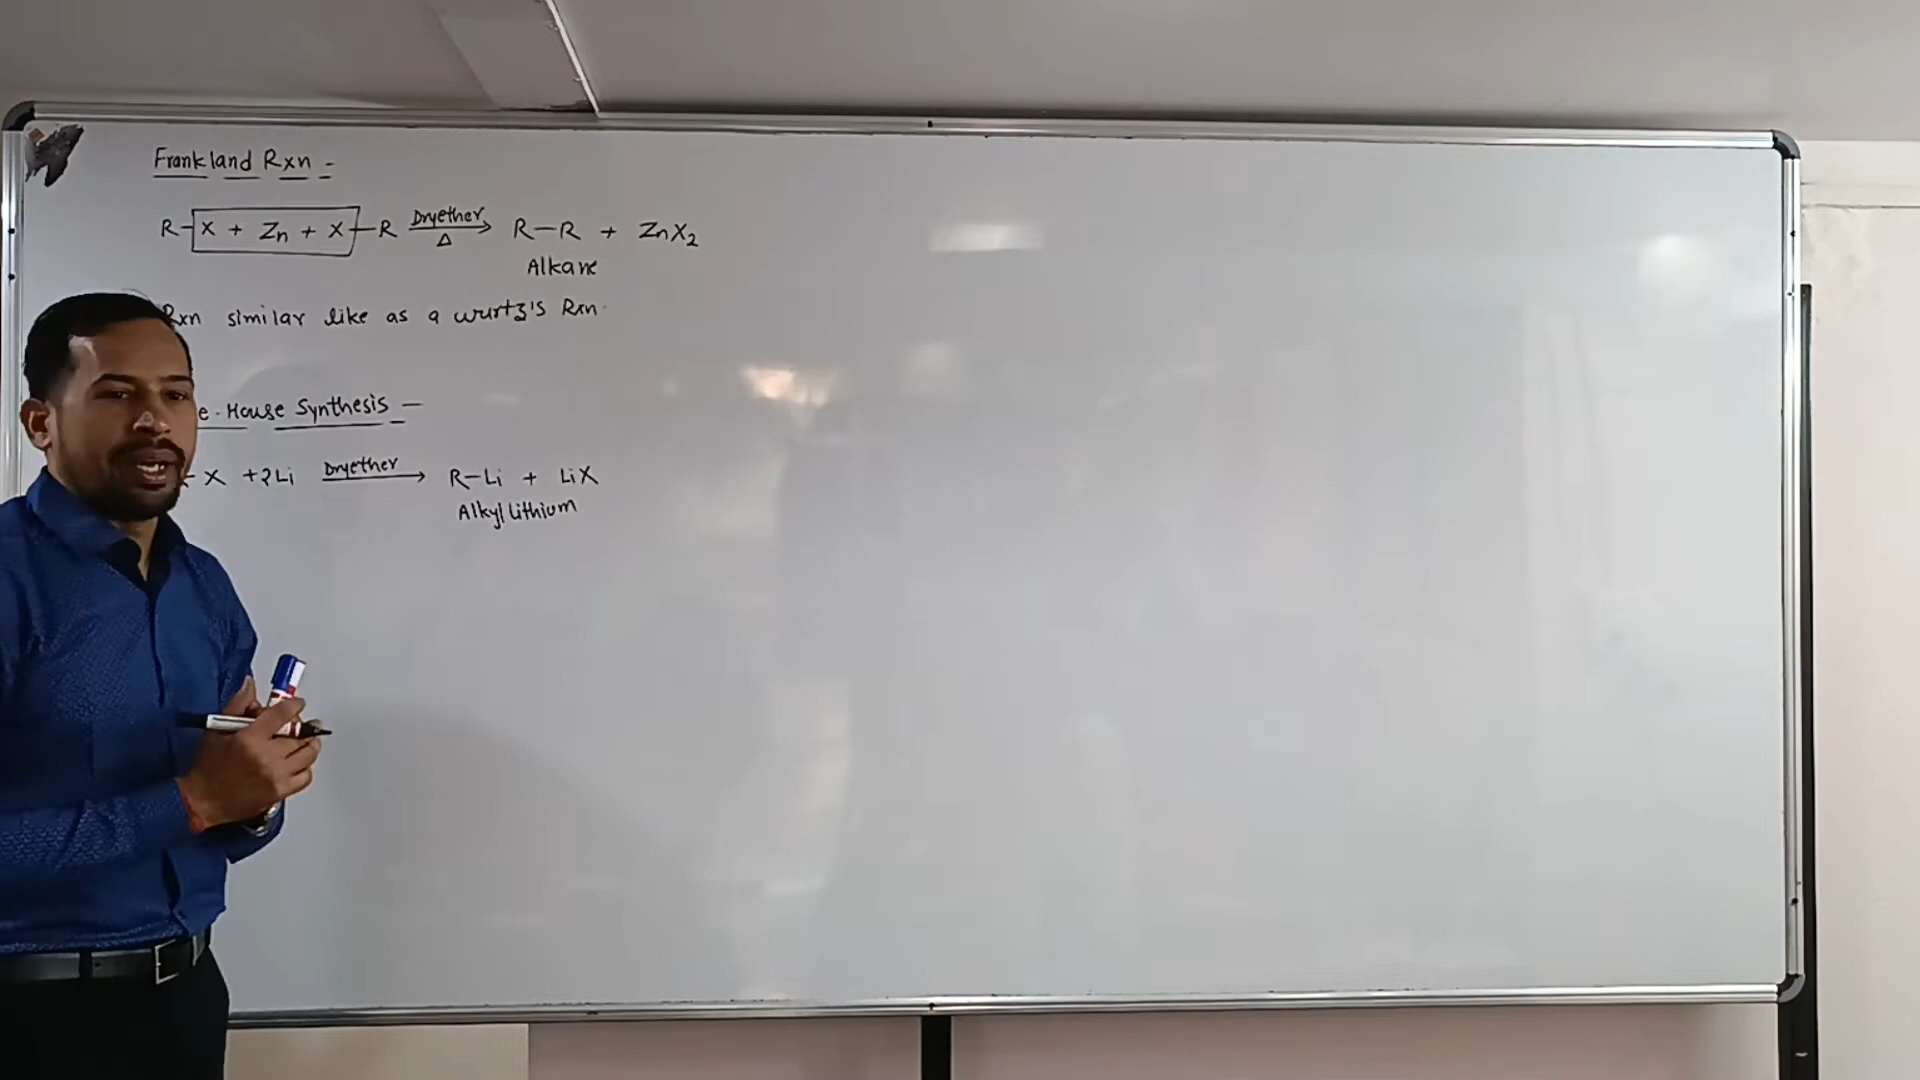 Frankland Rxn -
R-X + Zn + X-R Dryether Δ → R-R + ZnX₂
Alkane
Rxn similar like as a wurtz's Rxn.
e-House Synthesis -
- X + 2Li Dryether → R-Li + LiX
Alkyl Lithium